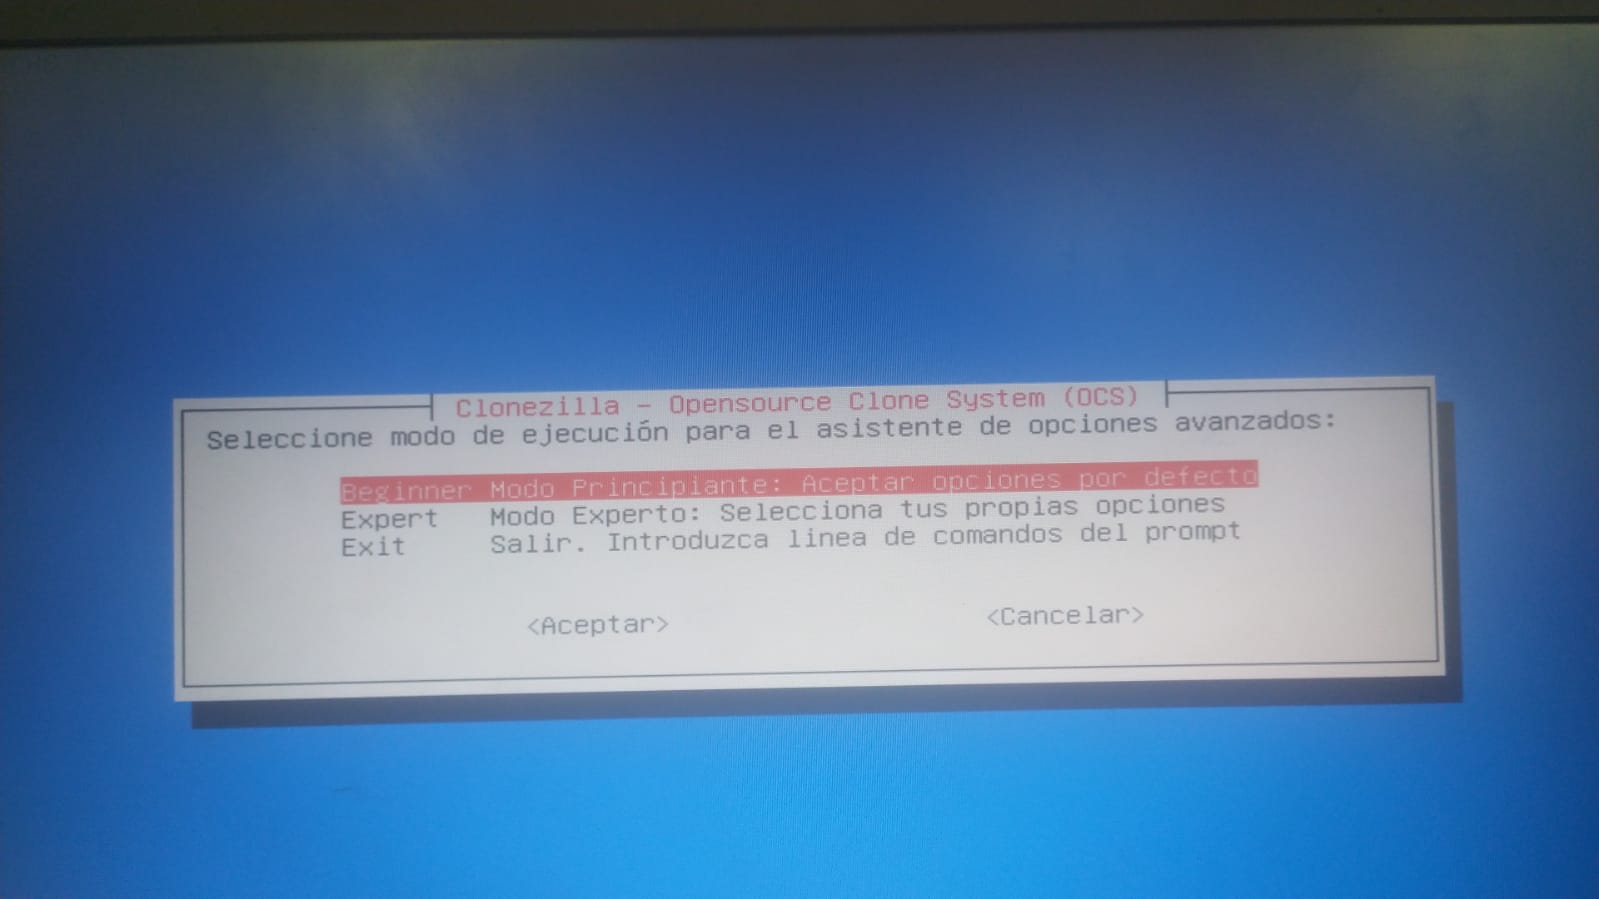 Clonezilla - Opensource Clone System (OCS)
Seleccione modo de ejecución para el asistente de opciones avanzados:
Beginner Modo Principiante: Aceptar opciones por defecto
Expert Modo Experto: Selecciona tus propias opciones
Exit Salir. Introduzca linea de comandos del prompt
<Aceptar> <Cancelar>